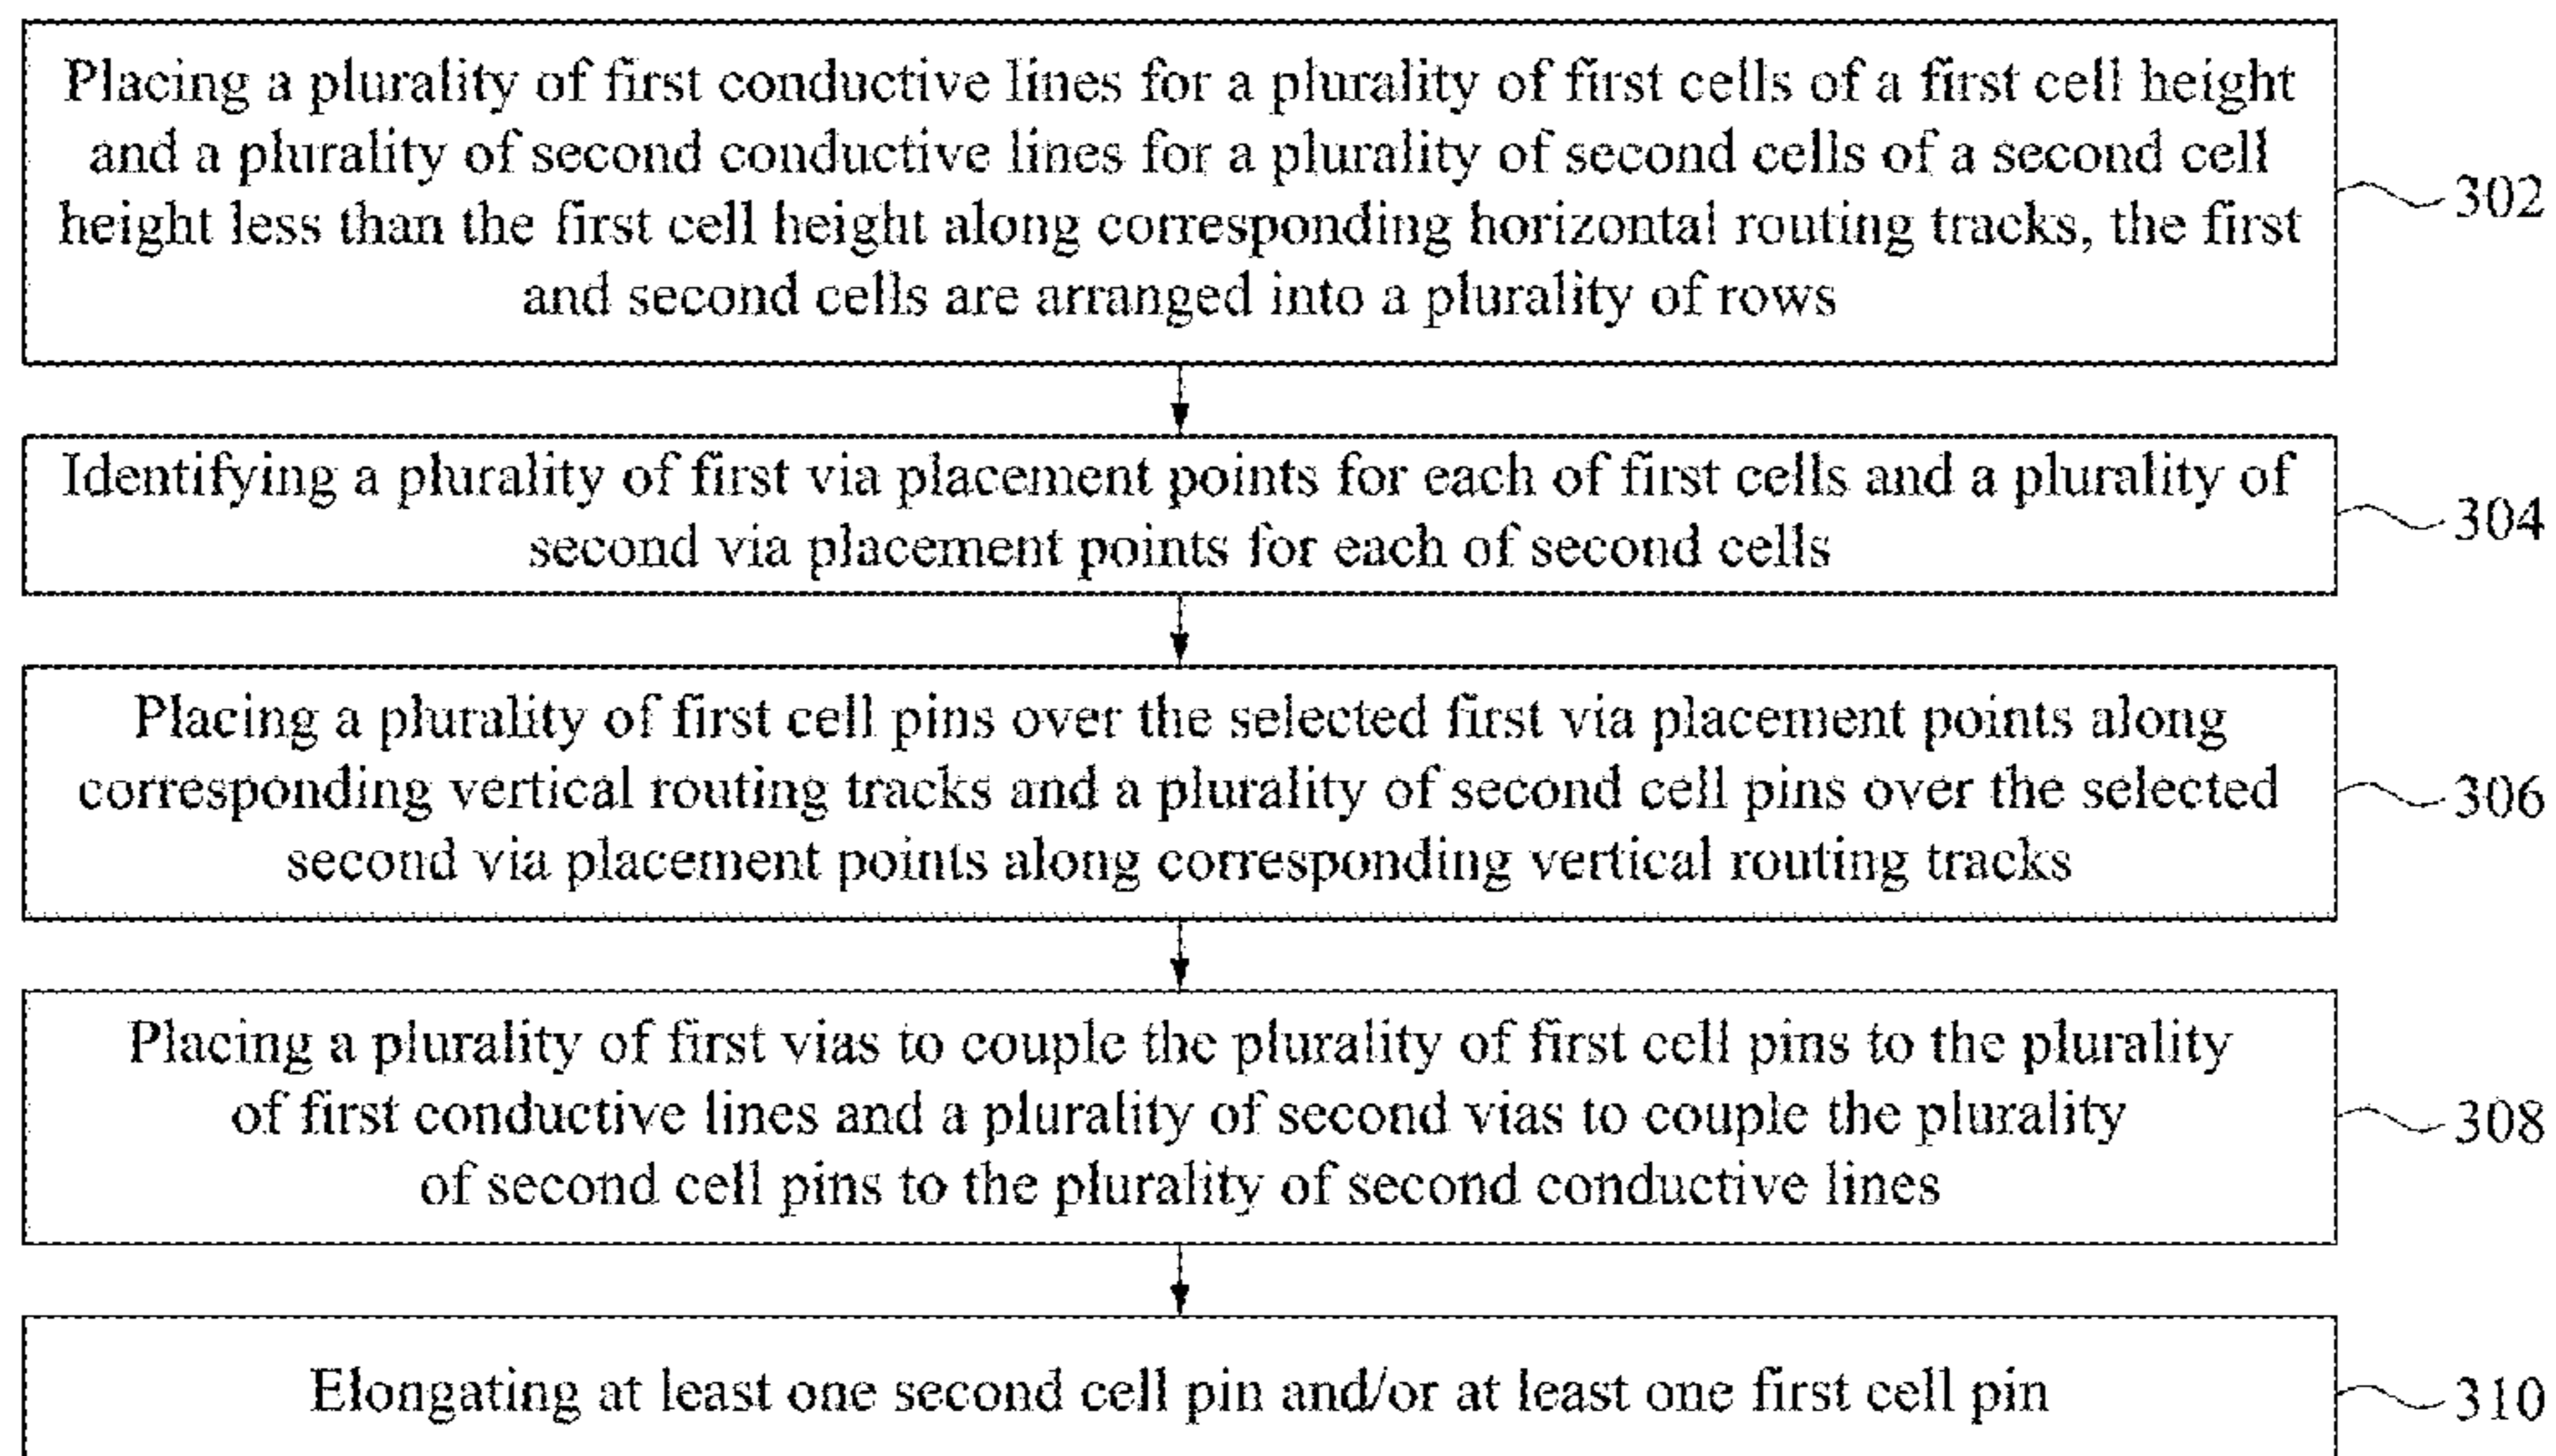 Placing a plurality of first conductive lines for a plurality of first cells of a first cell height
and a plurality of second conductive lines for a plurality of second cells of a second cell
height less than the first cell height along corresponding horizontal routing tracks, the first
and second cells are arranged into a plurality of rows
302
Identifying a plurality of first via placement points for each of first cells and a plurality of
second via placement points for each of second cells
304
Placing a plurality of first cell pins over the selected first via placement points along
corresponding vertical routing tracks and a plurality of second cell pins over the selected
second via placement points along corresponding vertical routing tracks
306
Placing a plurality of first vias to couple the plurality of first cell pins to the plurality
of first conductive lines and a plurality of second vias to couple the plurality
of second cell pins to the plurality of second conductive lines
308
Elongating at least one second cell pin and/or at least one first cell pin
310